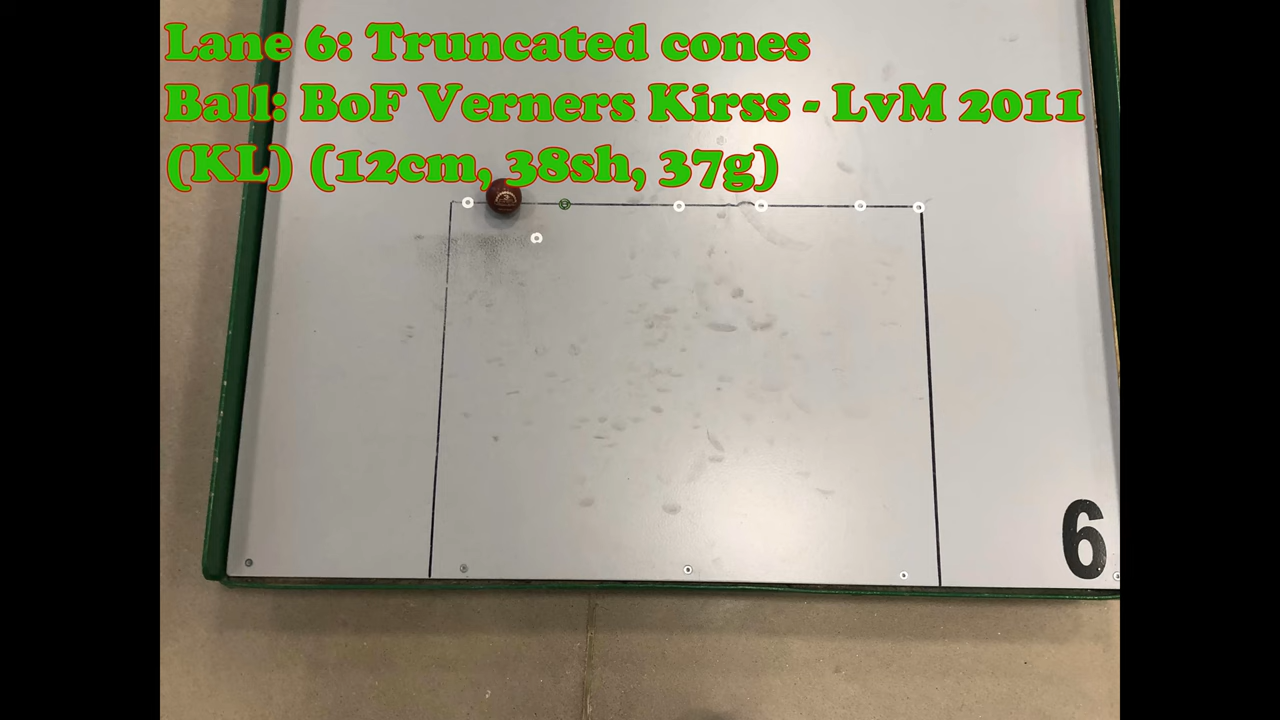 Lane 6: Truncated cones
Ball: BoF Verners Kirss - LvM 2011
(KL) (12cm, 38sh, 37g)
6